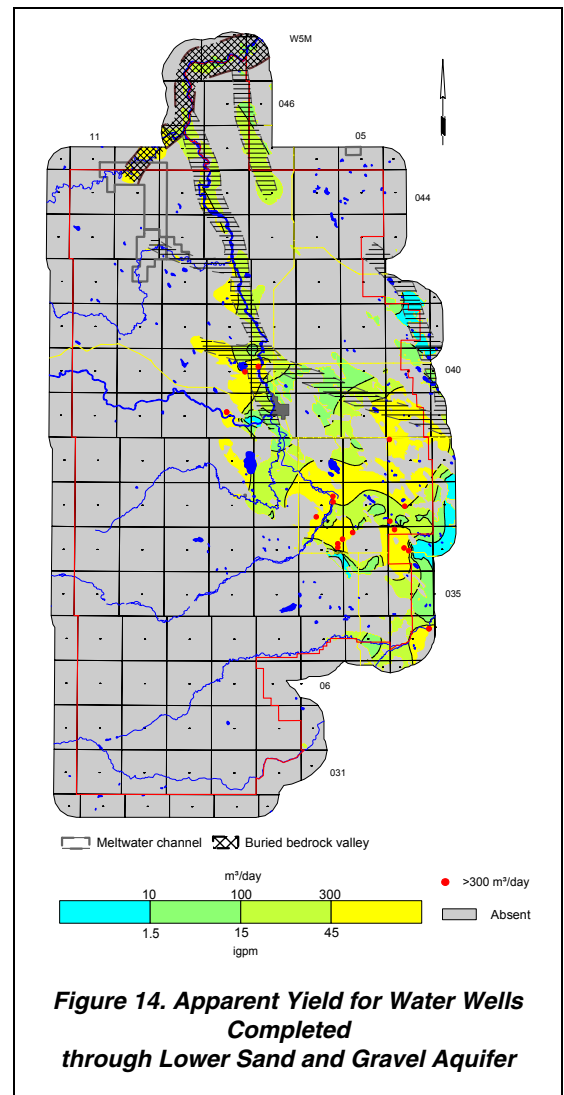 W5M
046
11
05
044
040
035
06
031
Meltwater channel
Buried bedrock valley
m³/day
>300 m³/day
10
100
300
Absent
1.5
15
45
igpm
Figure 14. Apparent Yield for Water Wells
Completed
through Lower Sand and Gravel Aquifer